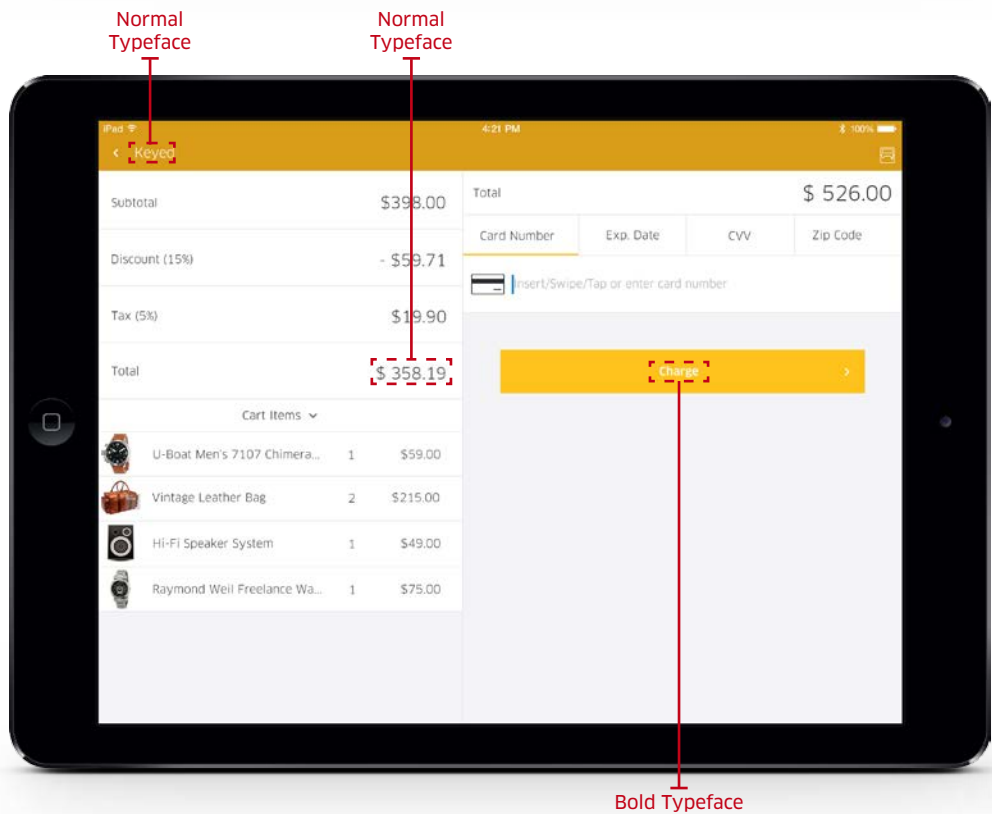 Normal
Typeface
Normal
Typeface
iPad
4:21 PM
100%
Keyed
Subtotal $398.00
Discount (15%) - $59.71
Tax (5%) $19.90
Total $ 358.19
Cart Items
U-Boat Men's 7107 Chimera... 1 $59.00
Vintage Leather Bag 2 $215.00
Hi-Fi Speaker System 1 $49.00
Raymond Weil Freelance Wa... 1 $75.00
Total $ 526.00
Card Number Exp. Date CVV Zip Code
Insert/Swipe/Tap or enter card number
Charge
Bold Typeface